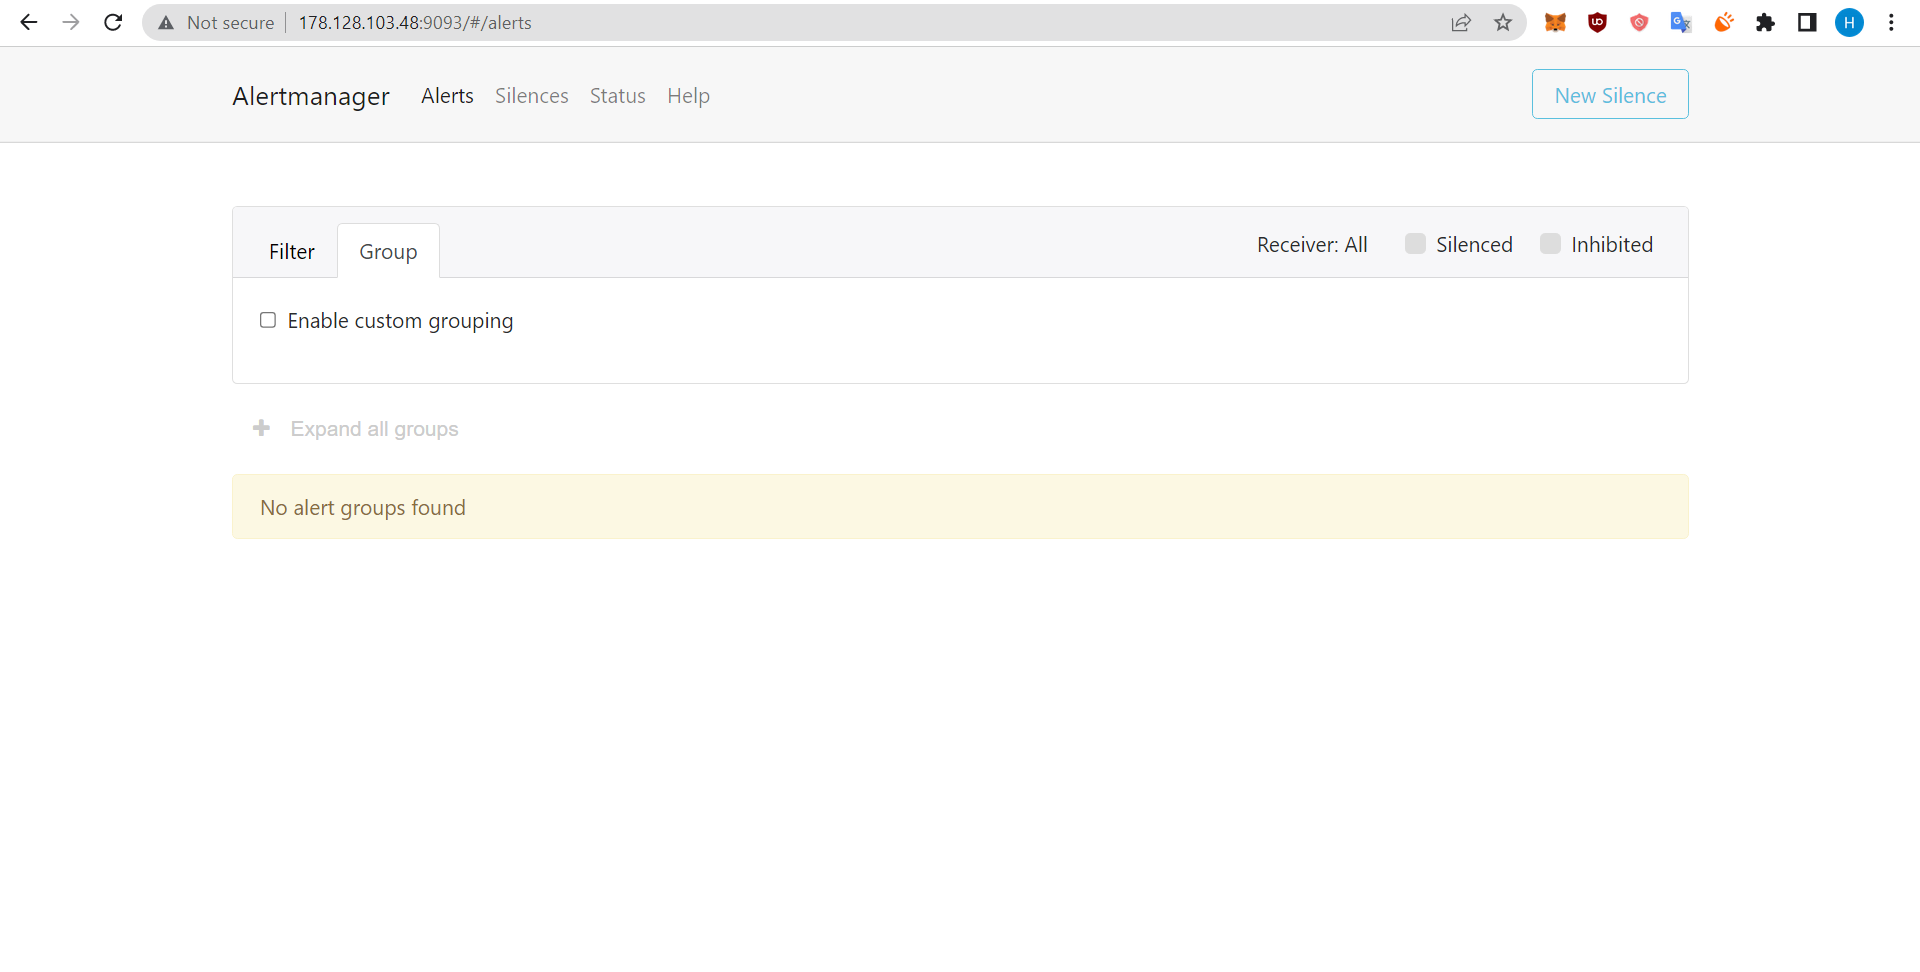 Not secure 178.128.103.48:9093/#/alerts H
Alertmanager Alerts Silences Status Help New Silence
Filter Group Receiver: All Silenced Inhibited
Enable custom grouping
Expand all groups
No alert groups found